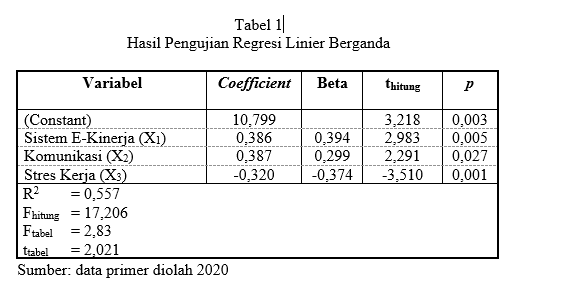 Tabel 1
Hasil Pengujian Regresi Linier Berganda
Variabel Coefficient Beta thitung p
(Constant) 10,799 3,218 0,003
Sistem E-Kinerja (X1) 0,386 0,394 2,983 0,005
Komunikasi (X2) 0,387 0,299 2,291 0,027
Stres Kerja (X3) -0,320 -0,374 -3,510 0,001
R2 = 0,557
Fhitung = 17,206
Ftabel = 2,83
ttabel = 2,021
Sumber: data primer diolah 2020